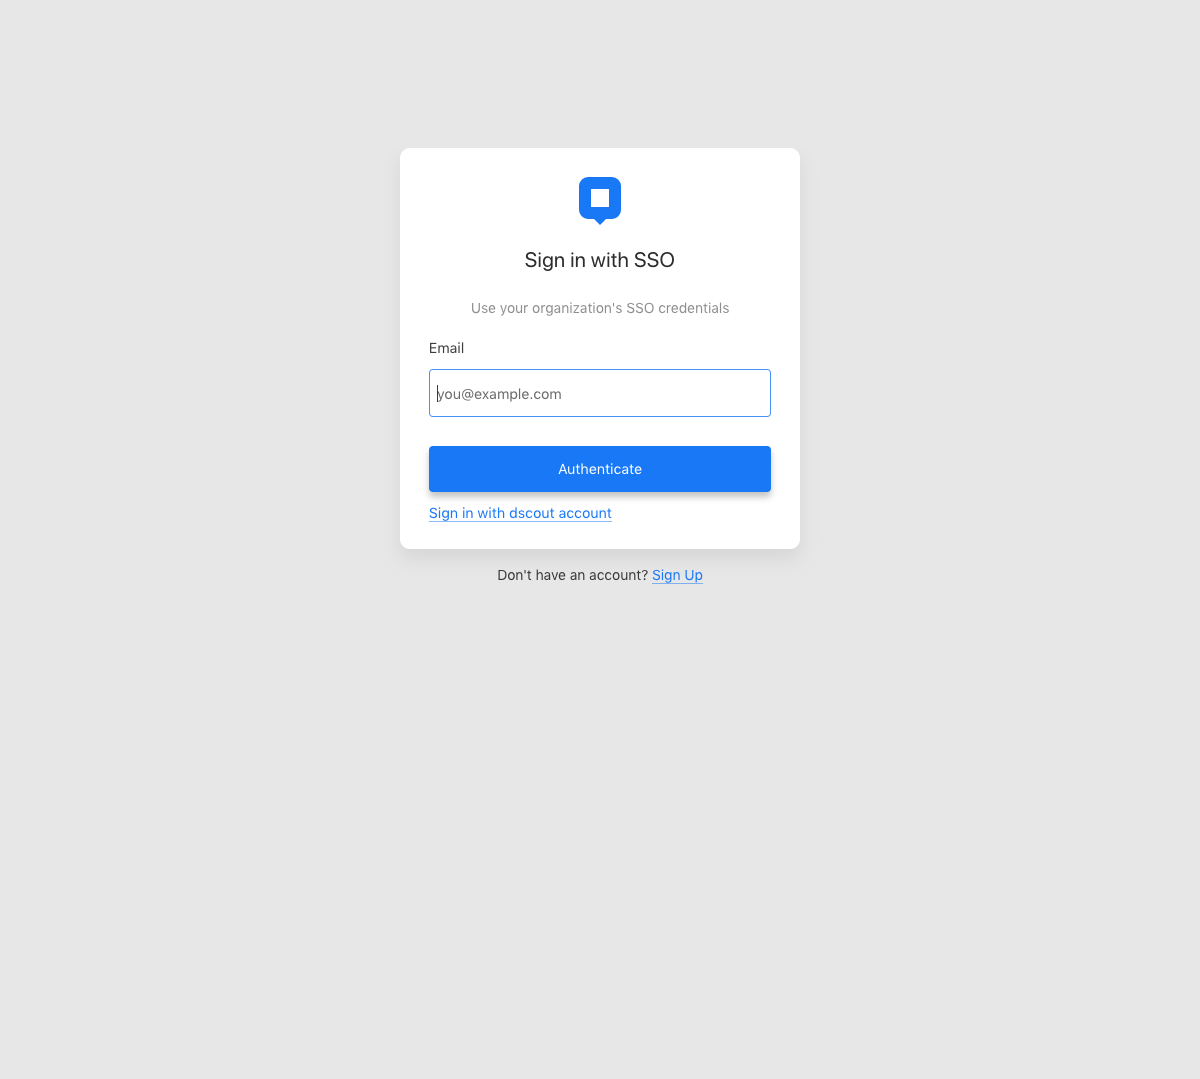 Sign in with SSO
Use your organization's SSO credentials
Email
you@example.com
Authenticate
Sign in with dscout account
Don't have an account? Sign Up